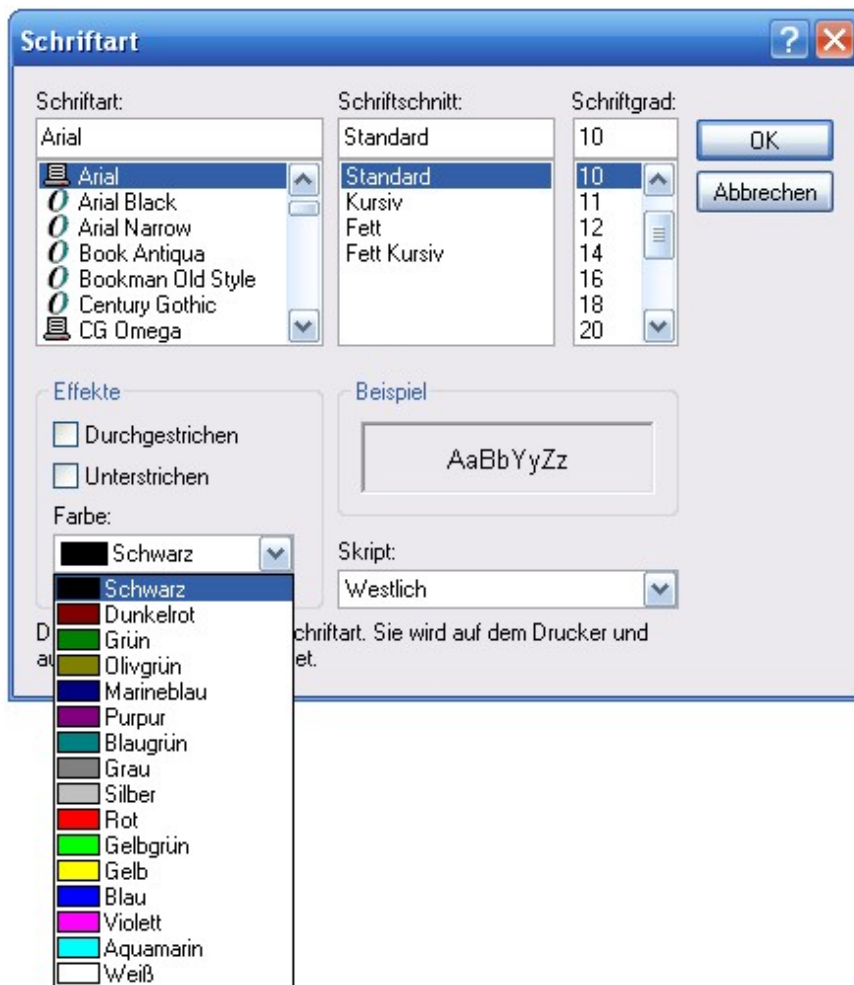 Schriftart
Schriftart:
Arial
Arial
Arial Black
Arial Narrow
Book Antiqua
Bookman Old Style
Century Gothic
CG Omega
Schriftschnitt:
Standard
Standard
Kursiv
Fett
Fett Kursiv
Schriftgrad:
10
10
11
12
14
16
18
20
OK
Abbrechen
Effekte
Durchgestrichen
Unterstrichen
Farbe:
Schwarz
Schwarz
Dunkelrot
Grün
Olivgrün
Marineblau
Purpur
Blaugrün
Grau
Silber
Rot
Gelbgrün
Gelb
Blau
Violett
Aquamarin
Weiß
Beispiel
AaBbYyZz
Skript:
Westlich
chriftart. Sie wird auf dem Drucker und
et.